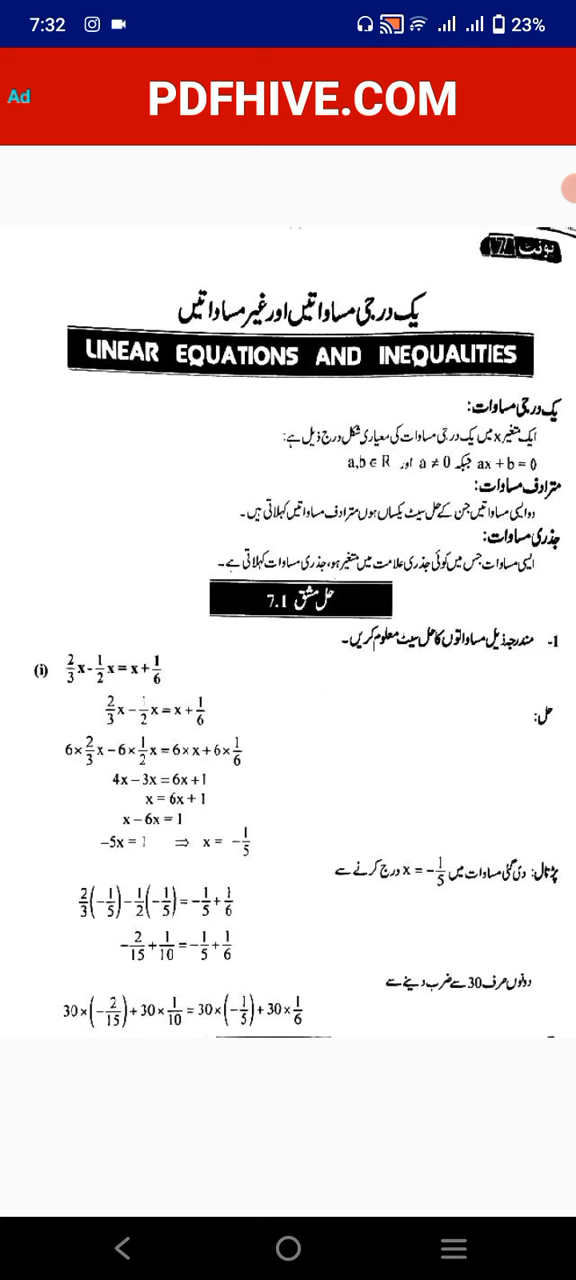 7:32
23%
Ad
PDFHIVE.COM
یونٹ 7
یک درجی مساواتیں اور غیر مساواتیں
LINEAR EQUATIONS AND INEQUALITIES
یک درجی مساوات:
ایک متغیر x میں یک درجی مساوات کی معیاری شکل درج ذیل ہے:
ax + b = 0 جبکہ a ≠ 0 اور a,b ∈ R
مترادف مساوات:
دو ایسی مساواتیں جن کے حل سیٹ یکساں ہوں مترادف مساواتیں کہلاتی ہیں۔
جذری مساوات:
ایسی مساوات جس میں کوئی جذری علامت میں متغیر ہو، جذری مساوات کہلاتی ہے۔
حل مشق 7.1
1- مندرجہ ذیل مساواتوں کا حل سیٹ معلوم کریں۔
(i) 2/3 x - 1/2 x = x + 1/6
حل: 2/3 x − 1/2 x = x + 1/6
6 × 2/3 x − 6 × 1/2 x = 6 × x + 6 × 1/6
4x − 3x = 6x + 1
x = 6x + 1
x − 6x = 1
−5x = 1 ⇒ x = −1/5
پڑتال: دی گئی مساوات میں x = −1/5 درج کرنے سے
2/3(−1/5) − 1/2(−1/5) = −1/5 + 1/6
−2/15 + 1/10 = −1/5 + 1/6
دونوں طرف 30 سے ضرب دینے سے
30 × (−2/15) + 30 × 1/10 = 30 × (−1/5) + 30 × 1/6